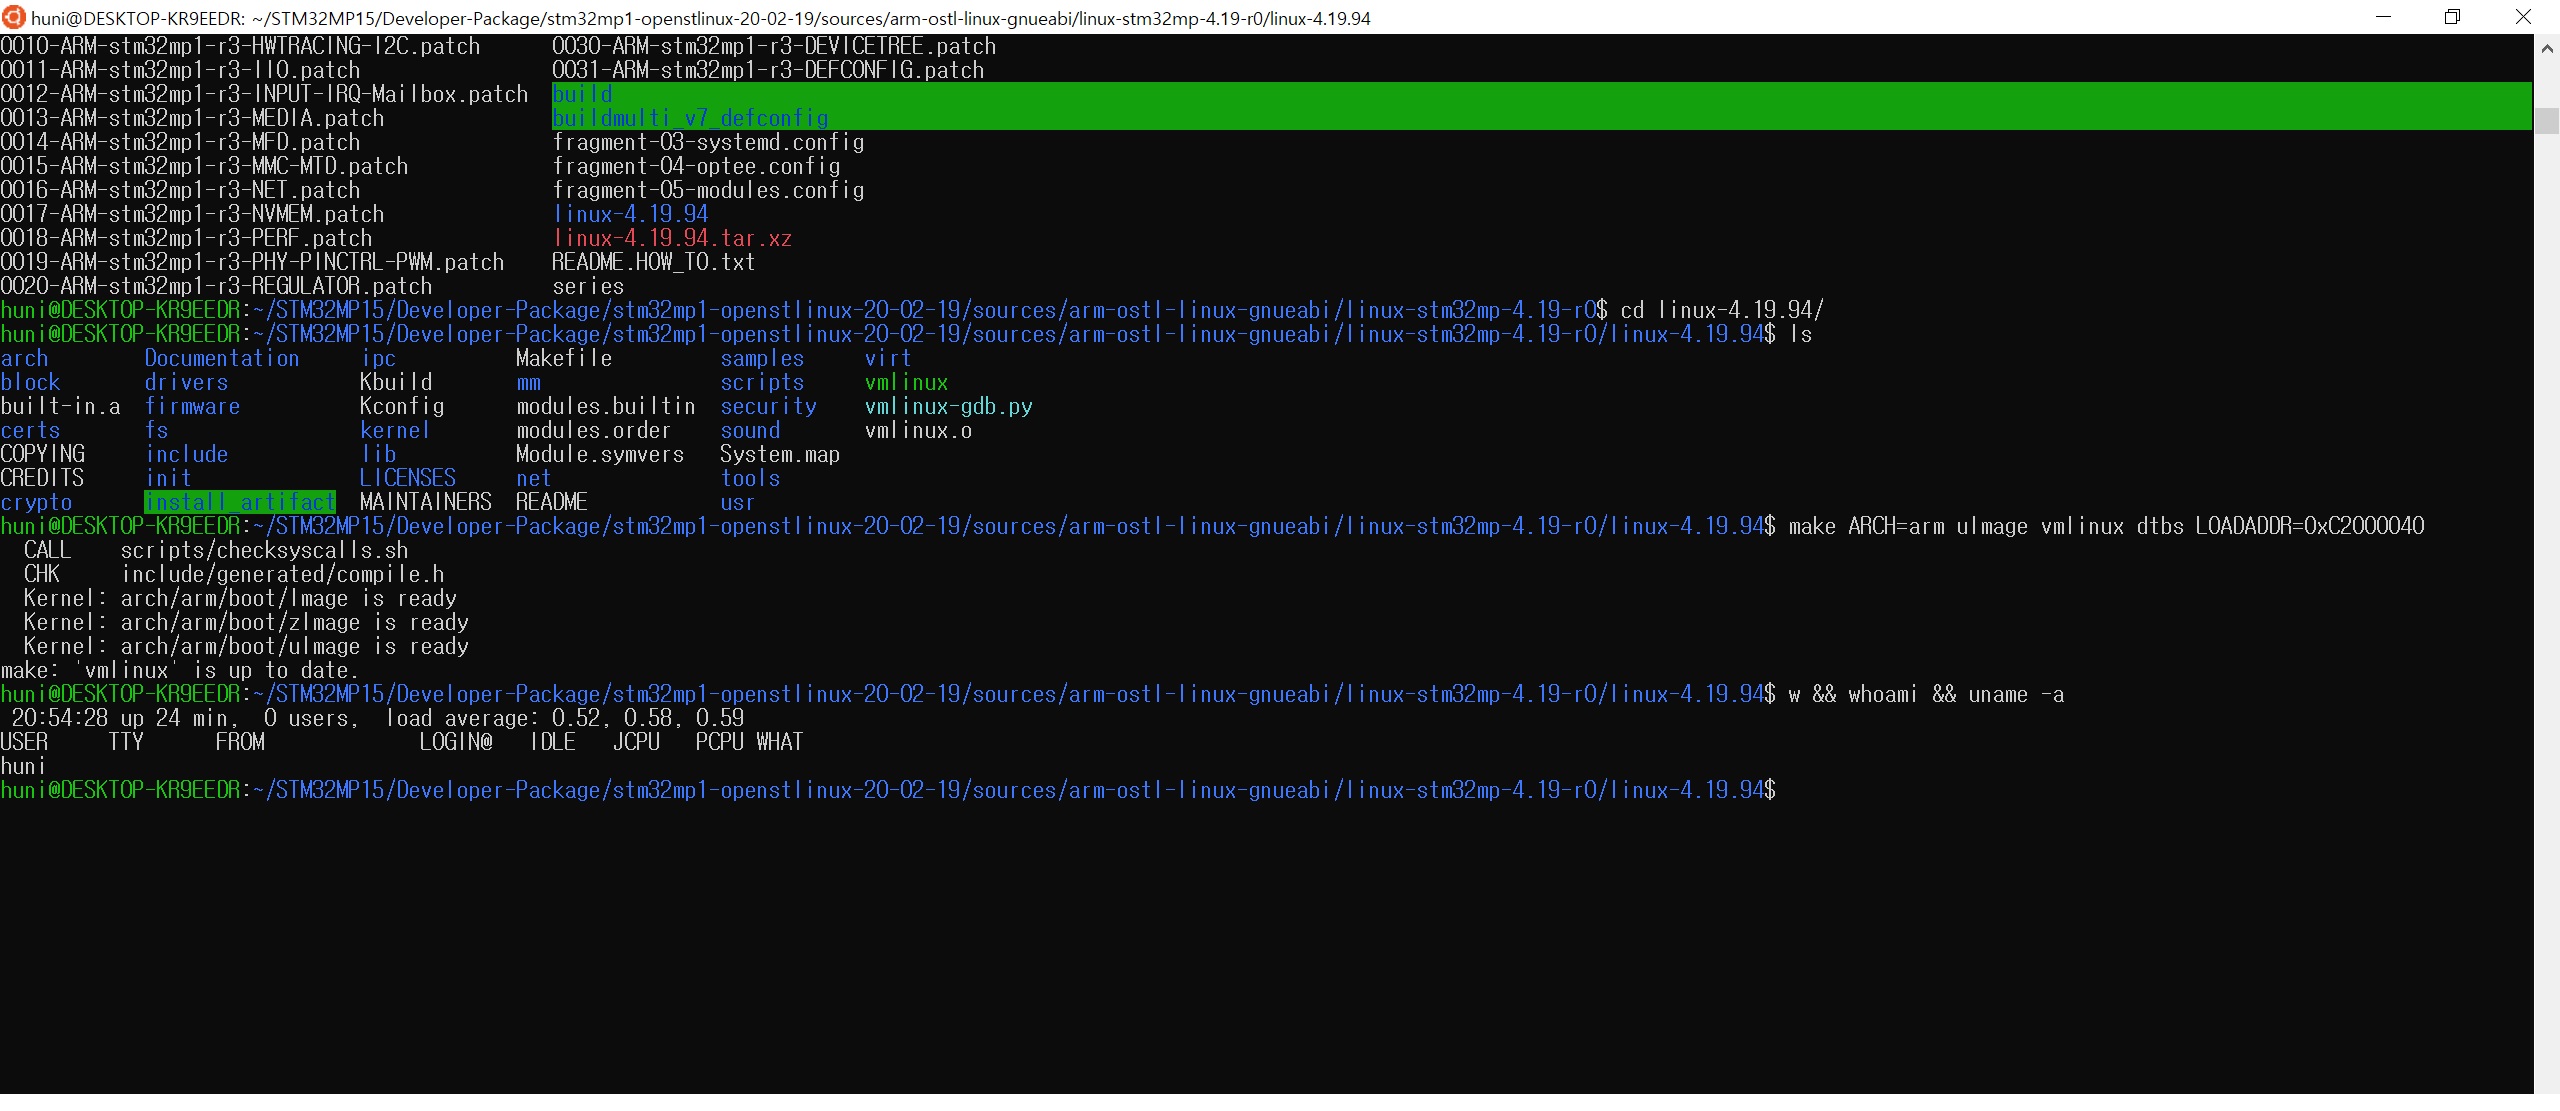 huni@DESKTOP-KR9EEDR: ~/STM32MP15/Developer-Package/stm32mp1-openstlinux-20-02-19/sources/arm-ostl-linux-gnueabi/linux-stm32mp-4.19-r0/linux-4.19.94
0010-ARM-stm32mp1-r3-HWTRACING-I2C.patch      0030-ARM-stm32mp1-r3-DEVICETREE.patch
0011-ARM-stm32mp1-r3-IIO.patch                0031-ARM-stm32mp1-r3-DEFCONFIG.patch
0012-ARM-stm32mp1-r3-INPUT-IRQ-Mailbox.patch  build
0013-ARM-stm32mp1-r3-MEDIA.patch              buildmulti_v7_defconfig
0014-ARM-stm32mp1-r3-MFD.patch                fragment-03-systemd.config
0015-ARM-stm32mp1-r3-MMC-MTD.patch            fragment-04-optee.config
0016-ARM-stm32mp1-r3-NET.patch                fragment-05-modules.config
0017-ARM-stm32mp1-r3-NVMEM.patch              linux-4.19.94
0018-ARM-stm32mp1-r3-PERF.patch               linux-4.19.94.tar.xz
0019-ARM-stm32mp1-r3-PHY-PINCTRL-PWM.patch    README.HOW_TO.txt
0020-ARM-stm32mp1-r3-REGULATOR.patch          series
huni@DESKTOP-KR9EEDR:~/STM32MP15/Developer-Package/stm32mp1-openstlinux-20-02-19/sources/arm-ostl-linux-gnueabi/linux-stm32mp-4.19-r0$ cd linux-4.19.94/
huni@DESKTOP-KR9EEDR:~/STM32MP15/Developer-Package/stm32mp1-openstlinux-20-02-19/sources/arm-ostl-linux-gnueabi/linux-stm32mp-4.19-r0/linux-4.19.94$ ls
arch        Documentation     ipc          Makefile         samples     virt
block       drivers           Kbuild       mm               scripts     vmlinux
built-in.a  firmware          Kconfig      modules.builtin  security    vmlinux-gdb.py
certs       fs                kernel       modules.order    sound       vmlinux.o
COPYING     include           lib          Module.symvers   System.map
CREDITS     init              LICENSES     net              tools
crypto      install_artifact  MAINTAINERS  README           usr
huni@DESKTOP-KR9EEDR:~/STM32MP15/Developer-Package/stm32mp1-openstlinux-20-02-19/sources/arm-ostl-linux-gnueabi/linux-stm32mp-4.19-r0/linux-4.19.94$ make ARCH=arm uImage vmlinux dtbs LOADADDR=0xC2000040
  CALL    scripts/checksyscalls.sh
  CHK     include/generated/compile.h
  Kernel: arch/arm/boot/Image is ready
  Kernel: arch/arm/boot/zImage is ready
  Kernel: arch/arm/boot/uImage is ready
make: 'vmlinux' is up to date.
huni@DESKTOP-KR9EEDR:~/STM32MP15/Developer-Package/stm32mp1-openstlinux-20-02-19/sources/arm-ostl-linux-gnueabi/linux-stm32mp-4.19-r0/linux-4.19.94$ w && whoami && uname -a
 20:54:28 up 24 min,  0 users,  load average: 0.52, 0.58, 0.59
USER     TTY      FROM             LOGIN@   IDLE   JCPU   PCPU WHAT
huni
huni@DESKTOP-KR9EEDR:~/STM32MP15/Developer-Package/stm32mp1-openstlinux-20-02-19/sources/arm-ostl-linux-gnueabi/linux-stm32mp-4.19-r0/linux-4.19.94$